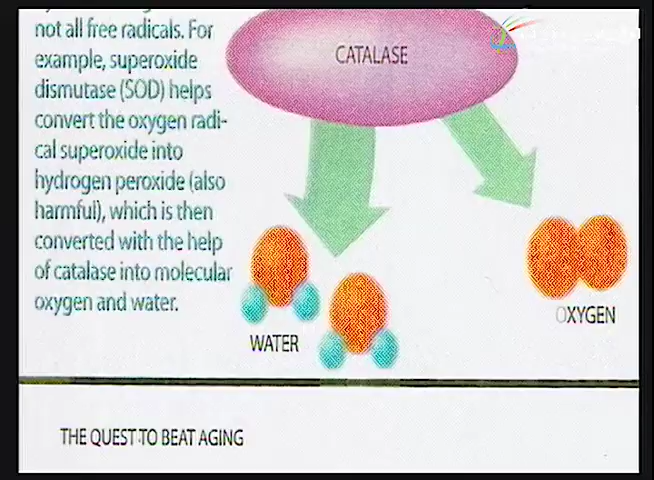 not all free radicals. For
example, superoxide
dismutase (SOD) helps
convert the oxygen radi-
cal superoxide into
hydrogen peroxide (also
harmful), which is then
converted with the help
of catalase into molecular
oxygen and water.
CATALASE
WATER
OXYGEN
THE QUEST TO BEAT AGING